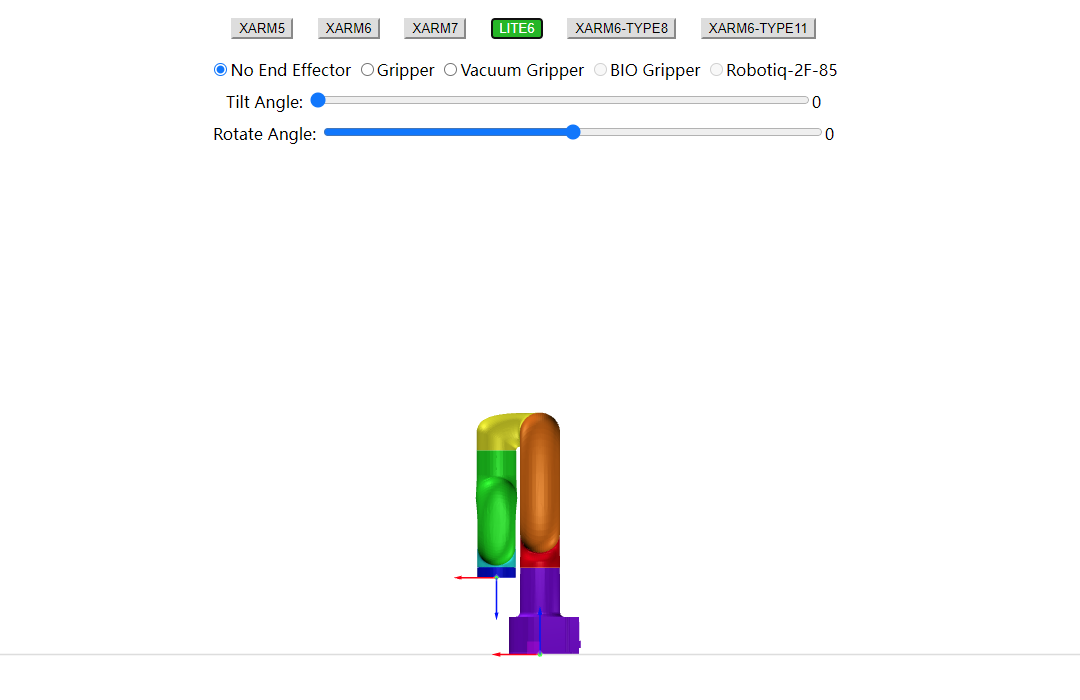 XARM5 XARM6 XARM7 LITE6 XARM6-TYPE8 XARM6-TYPE11
No End Effector Gripper Vacuum Gripper BIO Gripper Robotiq-2F-85
Tilt Angle: 0
Rotate Angle: 0